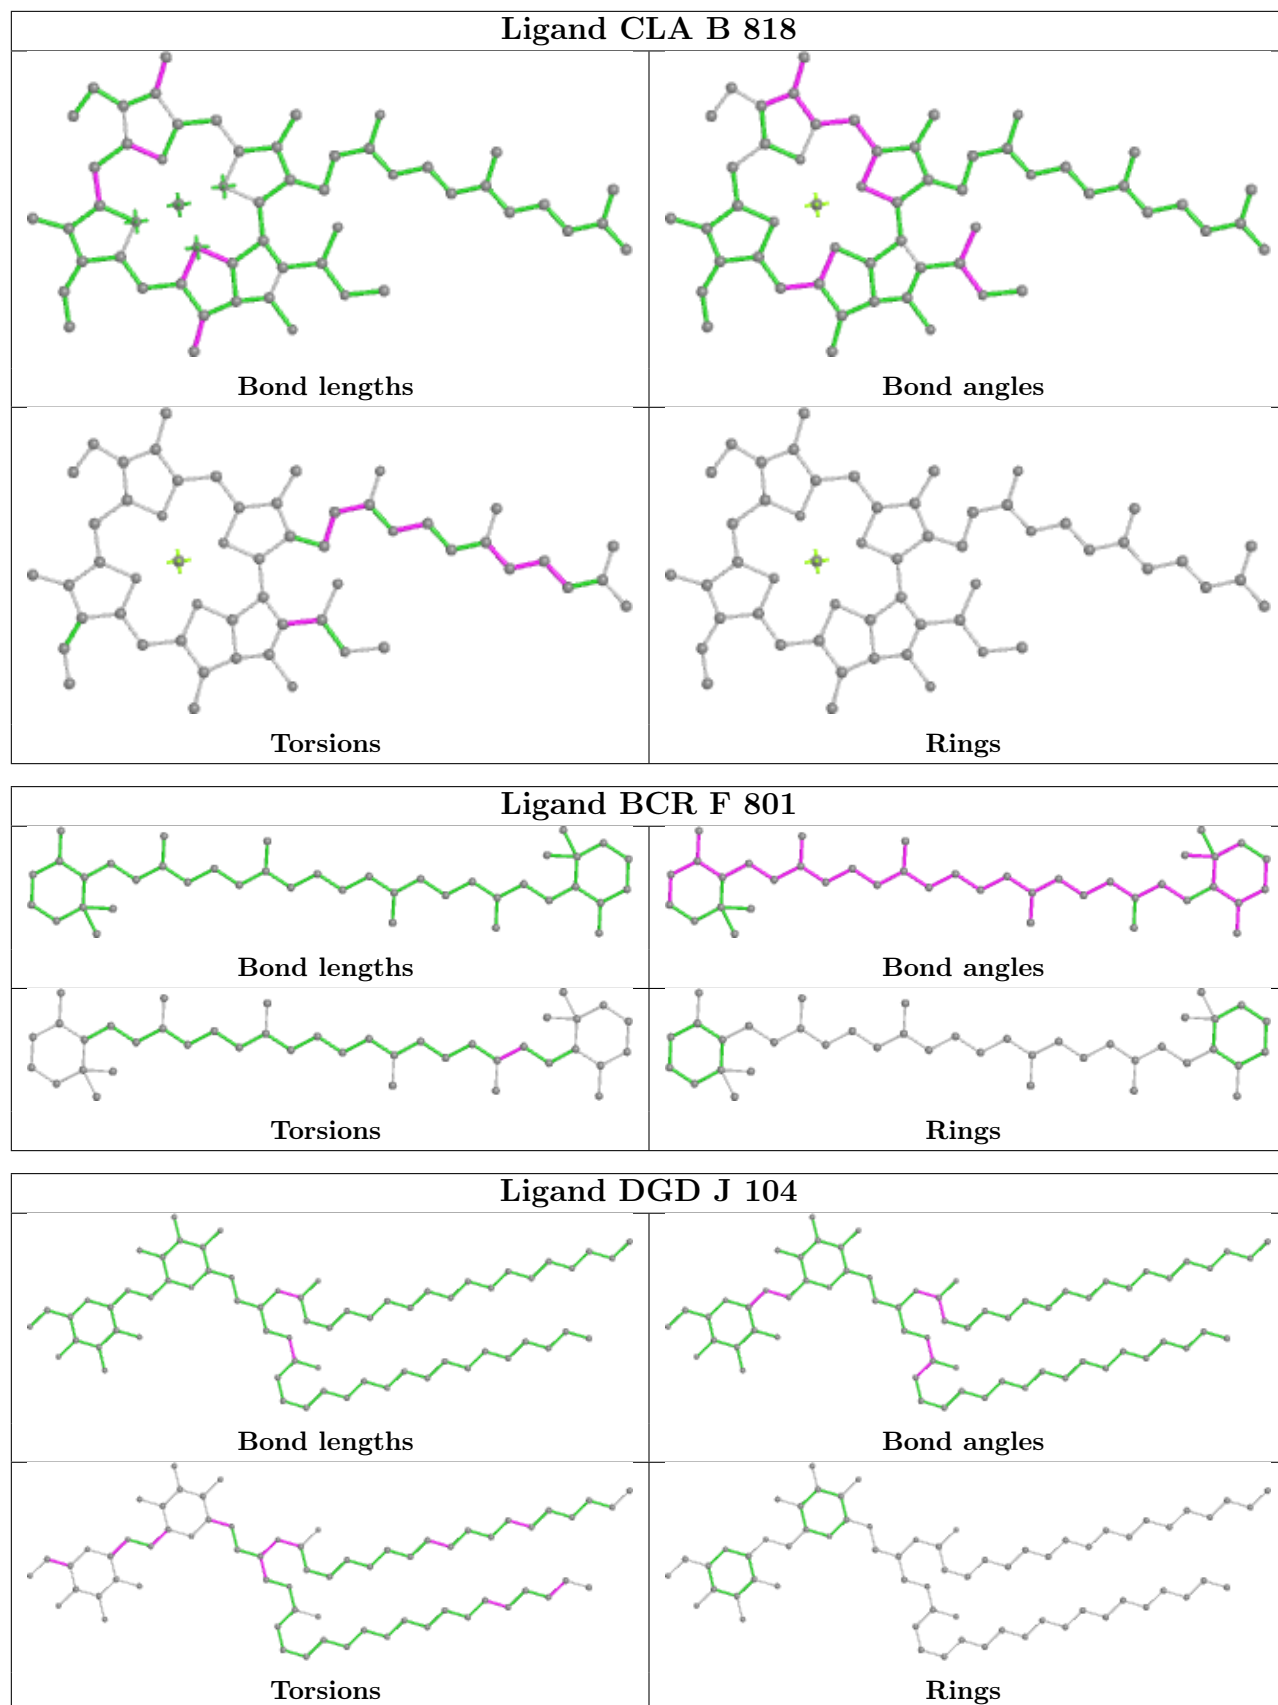 Ligand CLA B 818
Bond lengths
Bond angles
Torsions
Rings
Ligand BCR F 801
Bond lengths
Bond angles
Torsions
Rings
Ligand DGD J 104
Bond lengths
Bond angles
Torsions
Rings